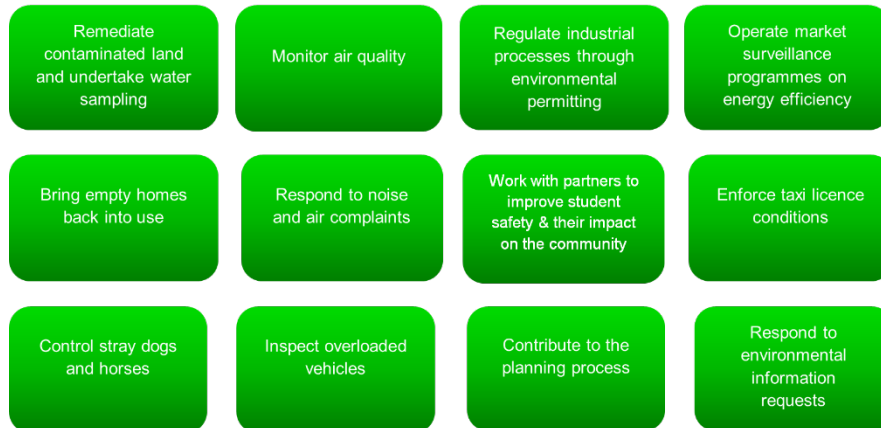 Remediate
contaminated land
and undertake water
sampling
Monitor air quality
Regulate industrial
processes through
environmental
permitting
Operate market
surveillance
programmes on
energy efficiency
Bring empty homes
back into use
Respond to noise
and air complaints
Work with partners to
improve student
safety & their impact
on the community
Enforce taxi licence
conditions
Control stray dogs
and horses
Inspect overloaded
vehicles
Contribute to the
planning process
Respond to
environmental
information
requests